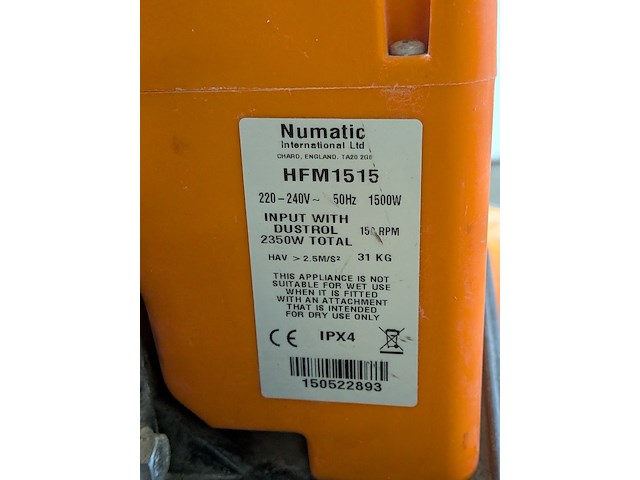 Numatic
International Ltd
CHARD, ENGLAND. TA20 2GB
HFM1515
220-240V~ 50Hz 1500W
INPUT WITH
DUSTROL
2350W TOTAL
RPM
HAV > 2.5M/S² 31 KG
THIS APPLIANCE IS NOT
SUITABLE FOR WET USE
WHEN IT IS FITTED
WITH AN ATTACHMENT
THAT IS INTENDED
FOR DRY USE ONLY
CE IPX4
150522893